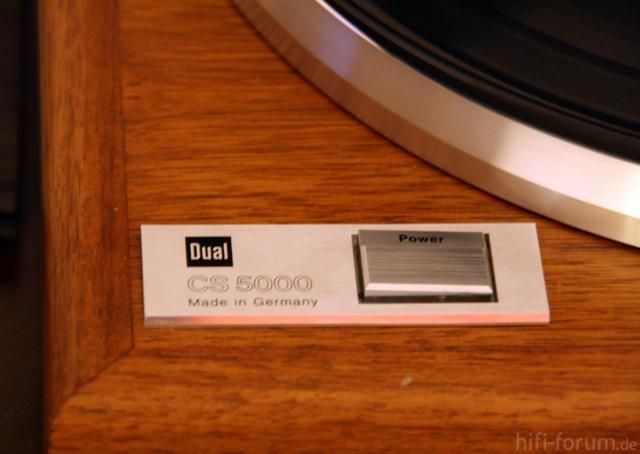 Dual
CS 5000
Made in Germany
Power
hifi-forum.de